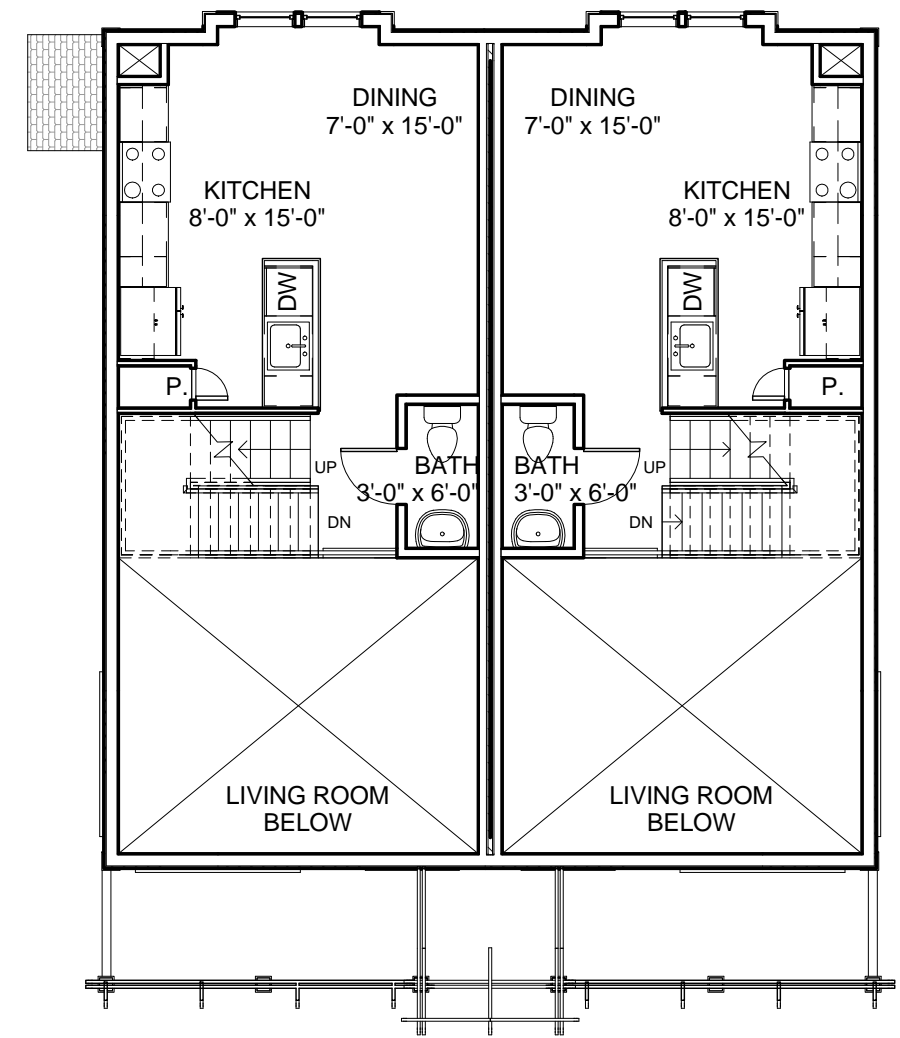 DINING
7'-0" x 15'-0"
DINING
7'-0" x 15'-0"
KITCHEN
8'-0" x 15'-0"
KITCHEN
8'-0" x 15'-0"
DW
DW
P.
P.
UP
BATH
3'-0" x 6'-0"
DN
BATH
3'-0" x 6'-0"
UP
DN
LIVING ROOM
BELOW
LIVING ROOM
BELOW